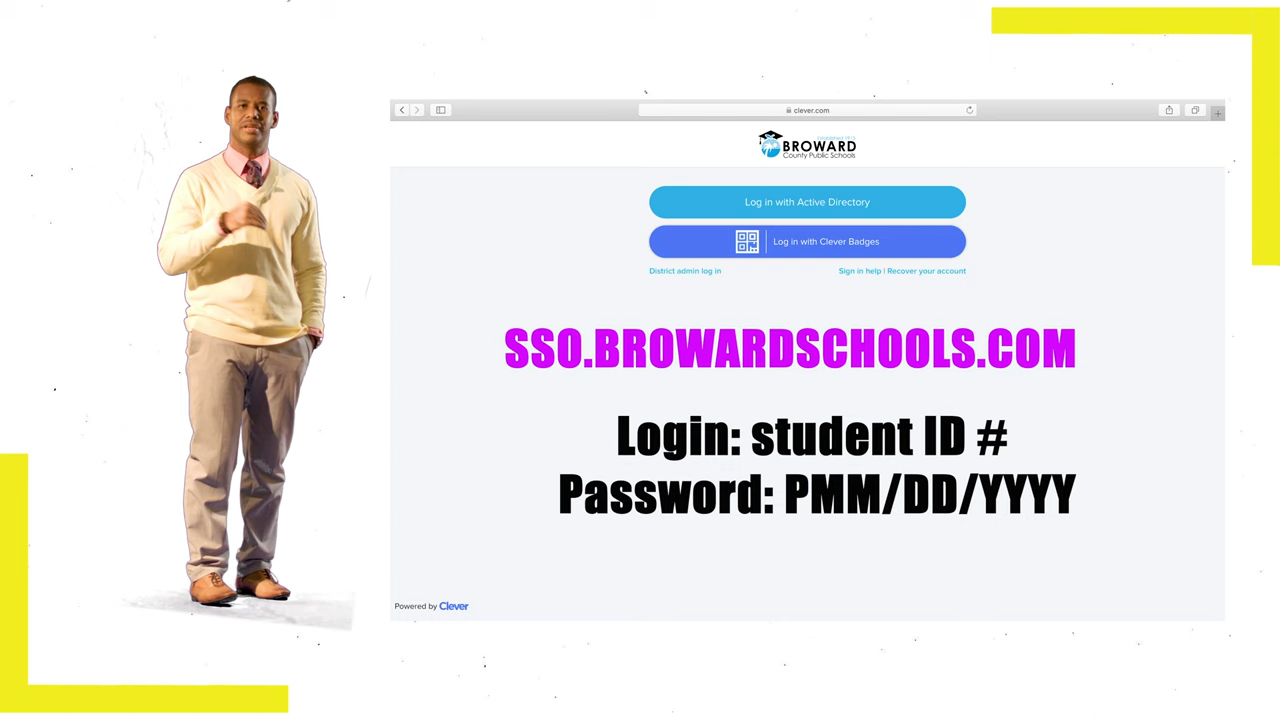 clever.com
BROWARD
County Public Schools
Log in with Active Directory
Log in with Clever Badges
District admin log in
Sign in help | Recover your account
SSO.BROWARDSCHOOLS.COM
Login: student ID #
Password: PMM/DD/YYYY
Powered by Clever